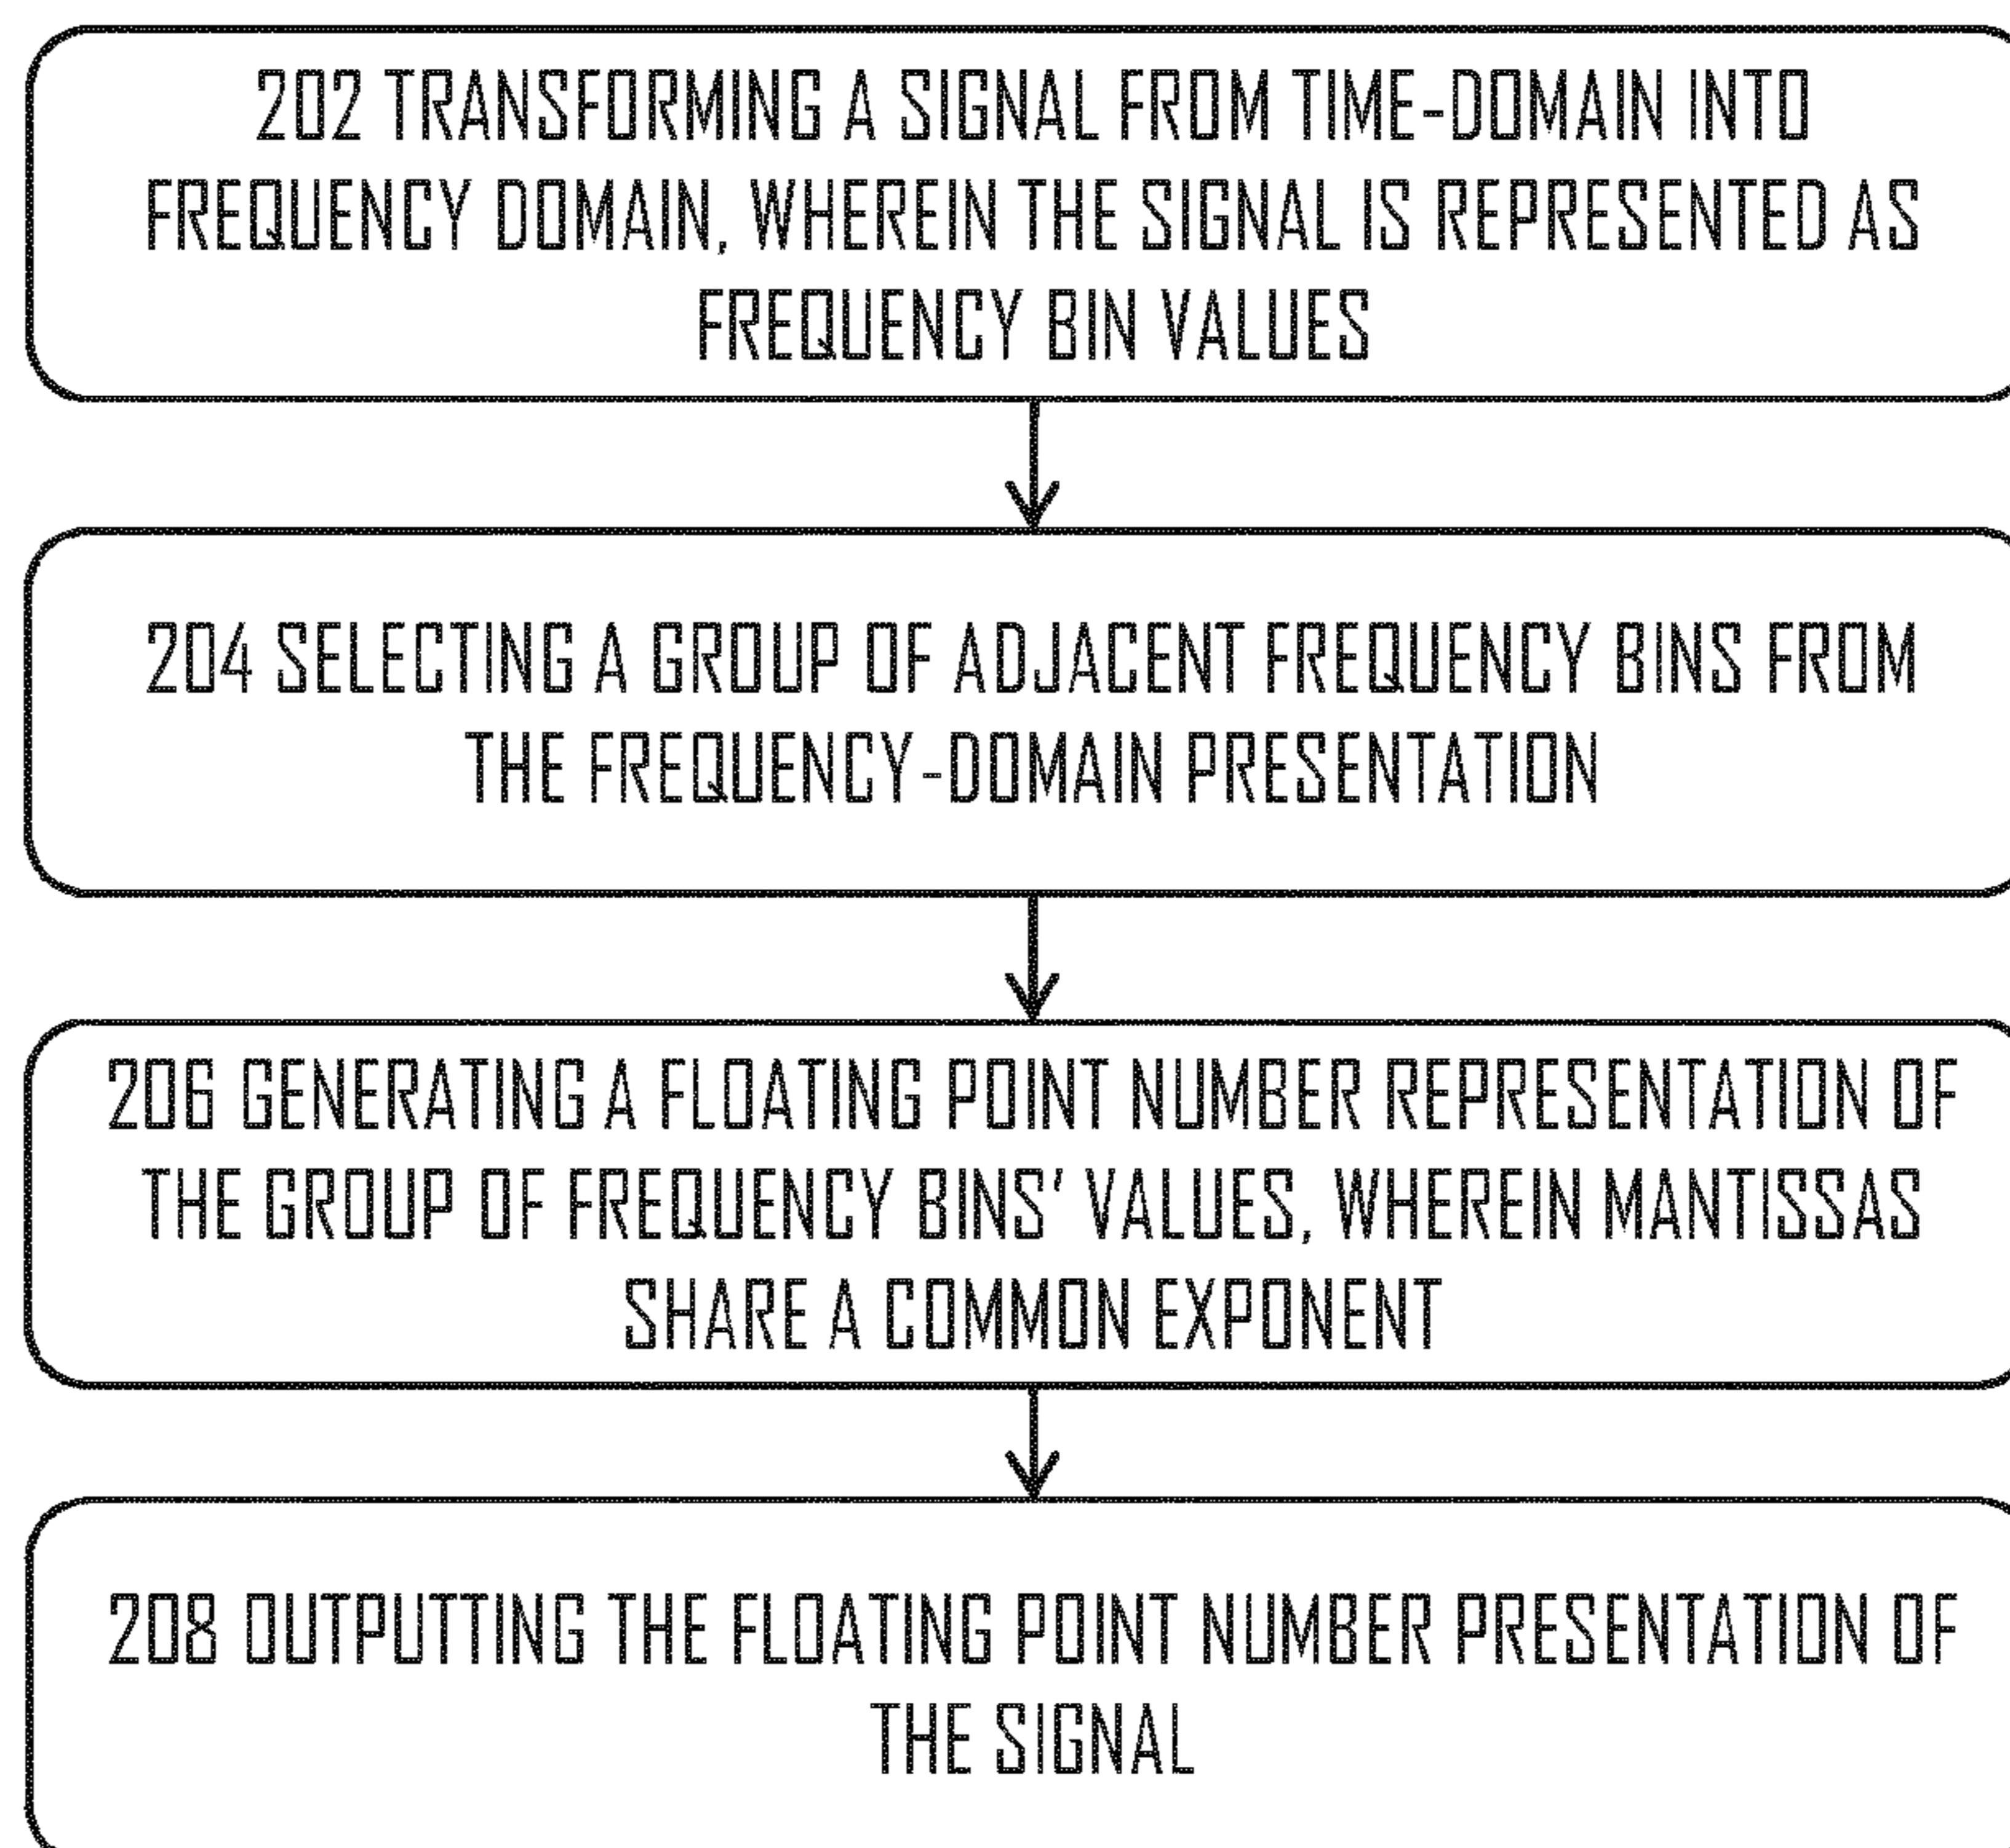 202 TRANSFORMING A SIGNAL FROM TIME-DOMAIN INTO
FREQUENCY DOMAIN, WHEREIN THE SIGNAL IS REPRESENTED AS
FREQUENCY BIN VALUES
204 SELECTING A GROUP OF ADJACENT FREQUENCY BINS FROM
THE FREQUENCY-DOMAIN PRESENTATION
206 GENERATING A FLOATING POINT NUMBER REPRESENTATION OF
THE GROUP OF FREQUENCY BINS' VALUES, WHEREIN MANTISSAS
SHARE A COMMON EXPONENT
208 OUTPUTTING THE FLOATING POINT NUMBER PRESENTATION OF
THE SIGNAL